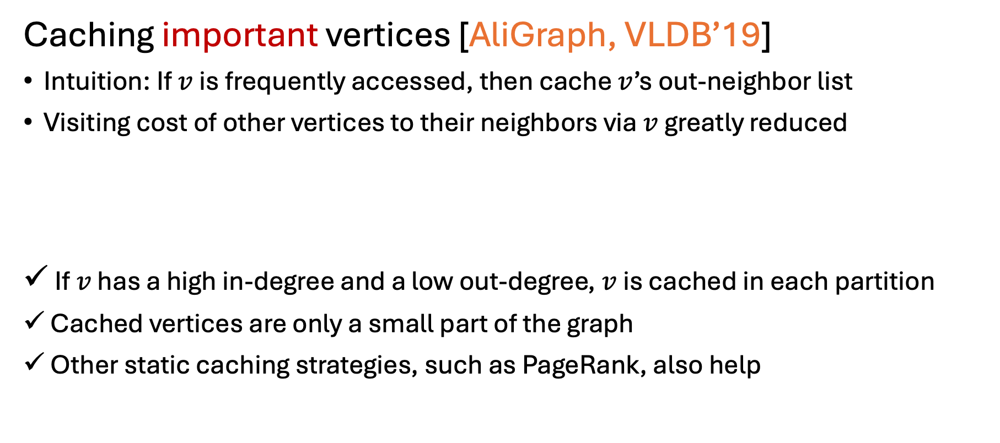 Caching important vertices [AliGraph, VLDB’19]
• Intuition: If 𝑣 is frequently accessed, then cache 𝑣’s out-neighbor list
• Visiting cost of other vertices to their neighbors via 𝑣 greatly reduced
✓ If 𝑣 has a high in-degree and a low out-degree, 𝑣 is cached in each partition
✓ Cached vertices are only a small part of the graph
✓ Other static caching strategies, such as PageRank, also help